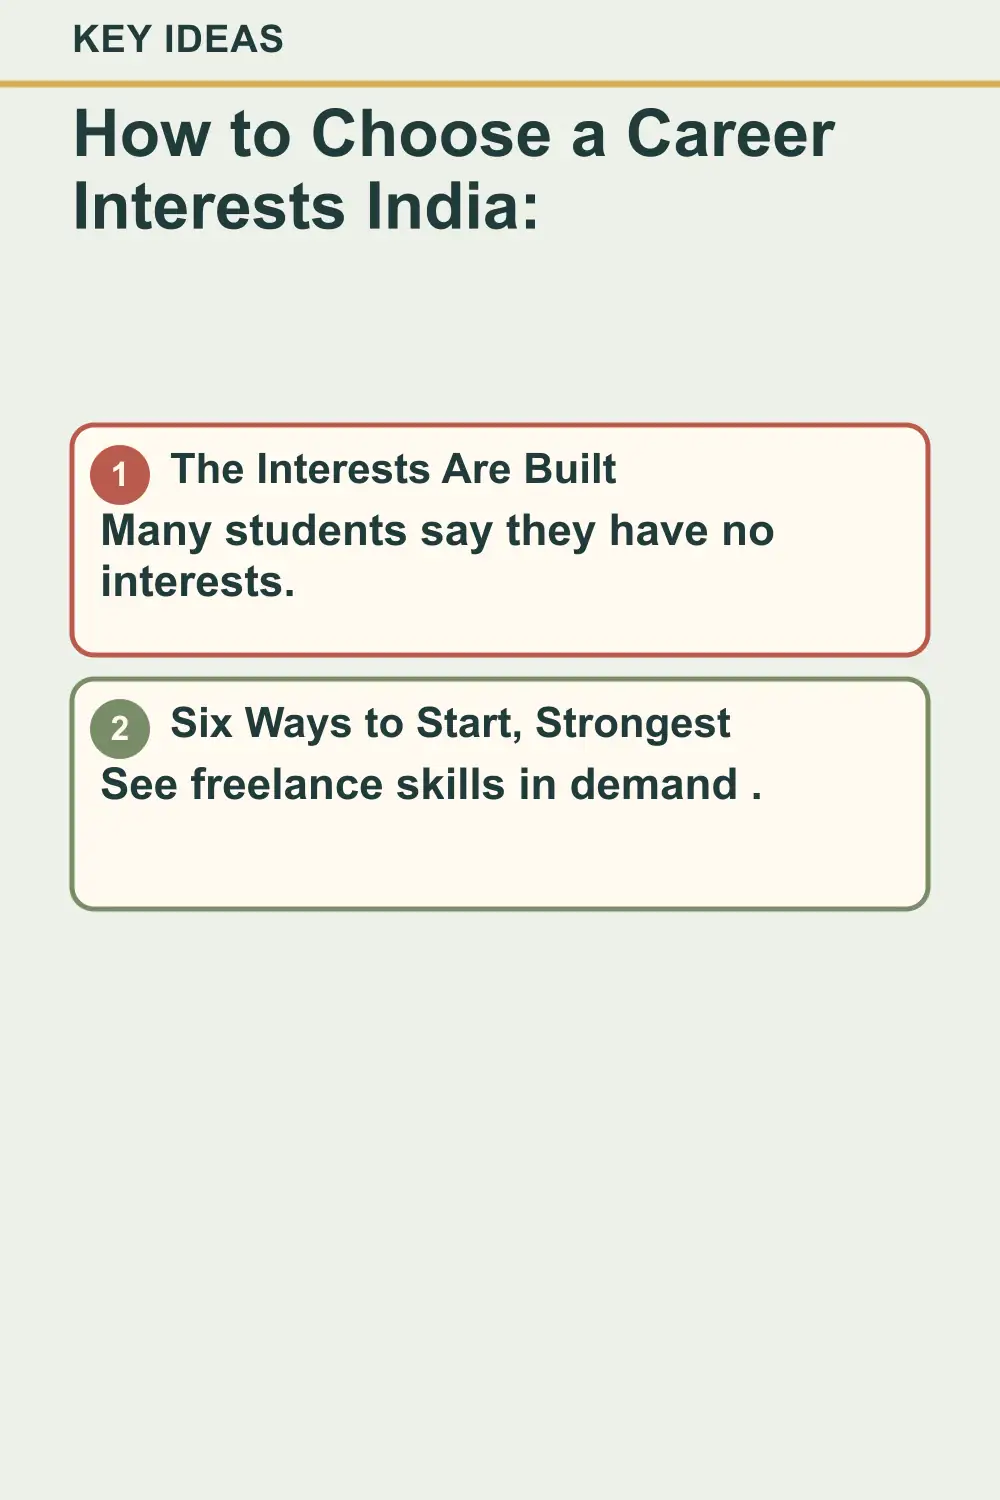 KEY IDEAS
How to Choose a Career
Interests India:
1 The Interests Are Built
Many students say they have no
interests.
2 Six Ways to Start, Strongest
See freelance skills in demand .